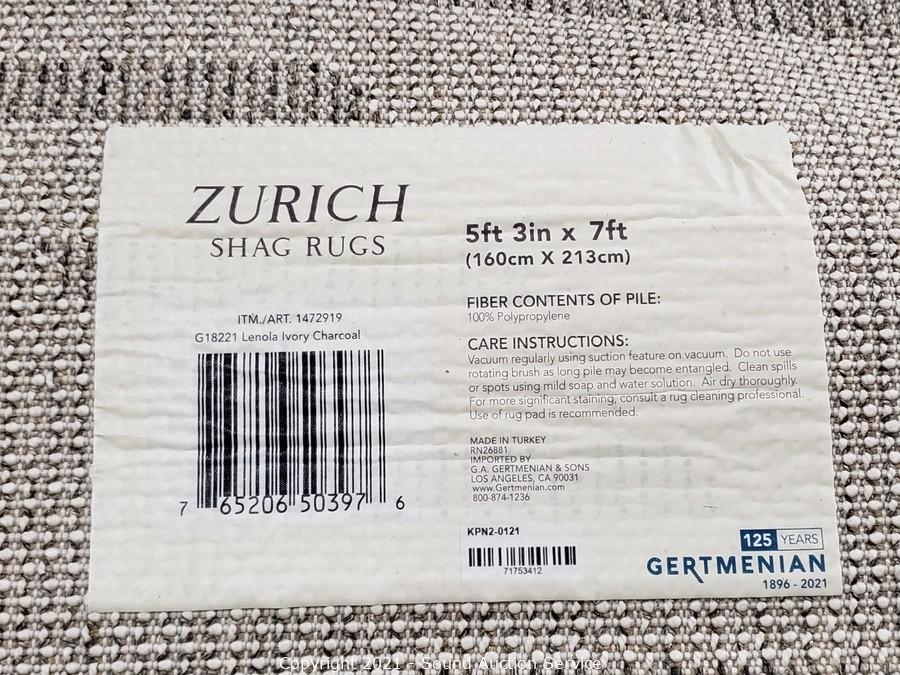 ZURICH
SHAG RUGS
ITM./ART. 1472919
G18221 Lenola Ivory Charcoal
7 65206 50397 6
5ft 3in x 7ft
(160cm X 213cm)
FIBER CONTENTS OF PILE:
100% Polypropylene
CARE INSTRUCTIONS:
Vacuum regularly using suction feature on vacuum. Do not use
rotating brush as long pile may become entangled. Clean spills
or spots using mild soap and water solution. Air dry thoroughly.
For more significant staining, consult a rug cleaning professional.
Use of rug pad is recommended.
MADE IN TURKEY
RN26881
IMPORTED BY
G.A. GERTMENIAN & SONS
LOS ANGELES, CA 90031
www.Gertmenian.com
800-874-1236
KPN2-0121
71753412
125 YEARS
GERTMENIAN
1896 - 2021
Copyright 2021 - Sound Auction Service